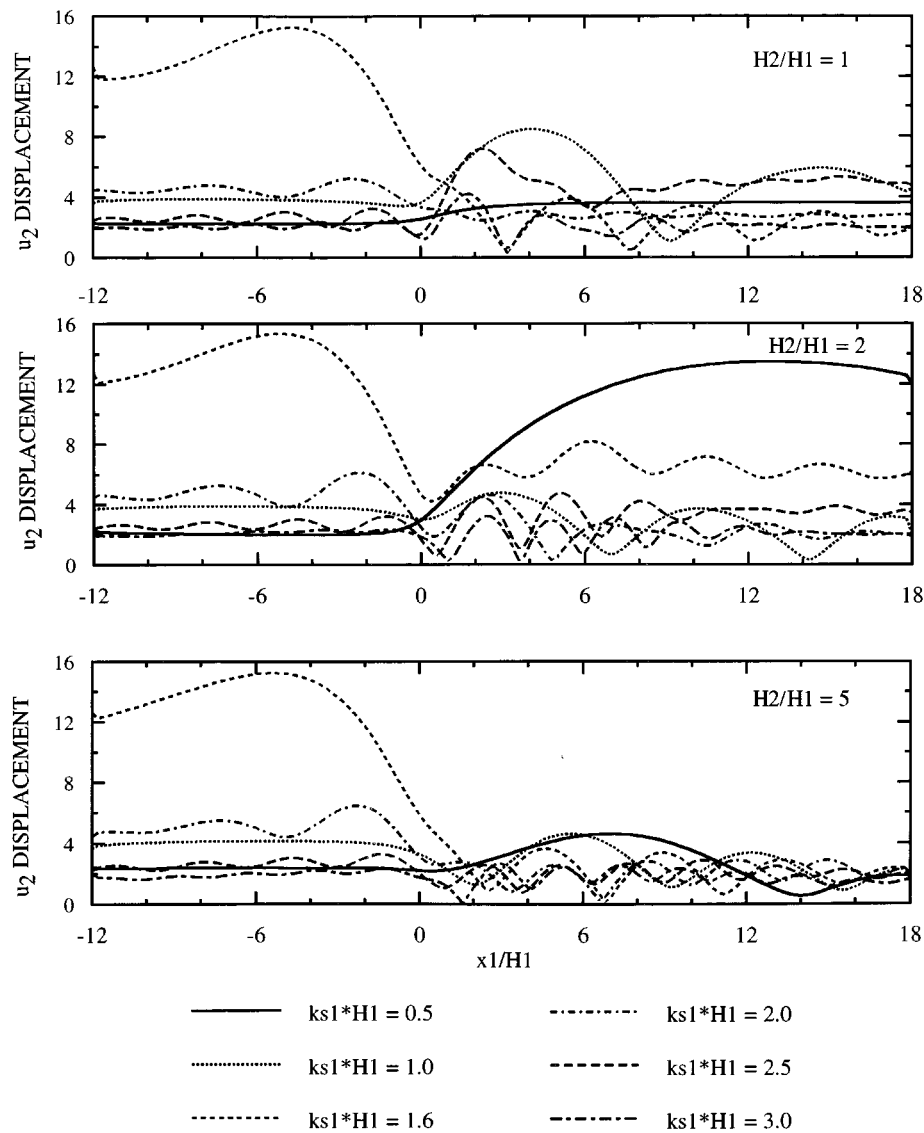 16
12
8
4
0
u2 DISPLACEMENT
H2/H1 = 1
-12 -6 0 6 12 18
16
12
8
4
0
u2 DISPLACEMENT
H2/H1 = 2
-12 -6 0 6 12 18
16
12
8
4
0
u2 DISPLACEMENT
H2/H1 = 5
-12 -6 0 6 12 18
x1/H1
ks1*H1 = 0.5 ks1*H1 = 2.0
ks1*H1 = 1.0 ks1*H1 = 2.5
ks1*H1 = 1.6 ks1*H1 = 3.0